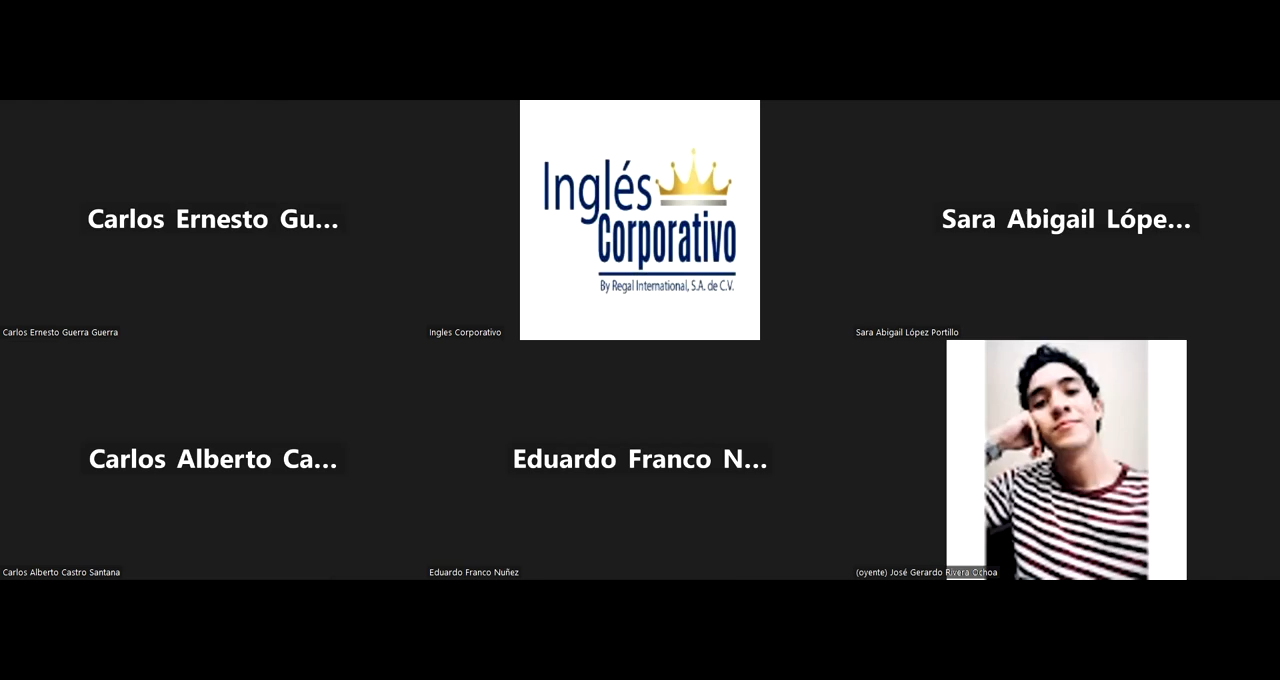 Carlos Ernesto Gu...
Inglés
Corporativo
By Regal International, S.A. de C.V.
Sara Abigail Lópe...
Carlos Ernesto Guerra Guerra
Ingles Corporativo
Sara Abigail López Portillo
Carlos Alberto Ca...
Eduardo Franco N...
Carlos Alberto Castro Santana
Eduardo Franco Nuñez
(oyente) José Gerardo Rivera Ochoa